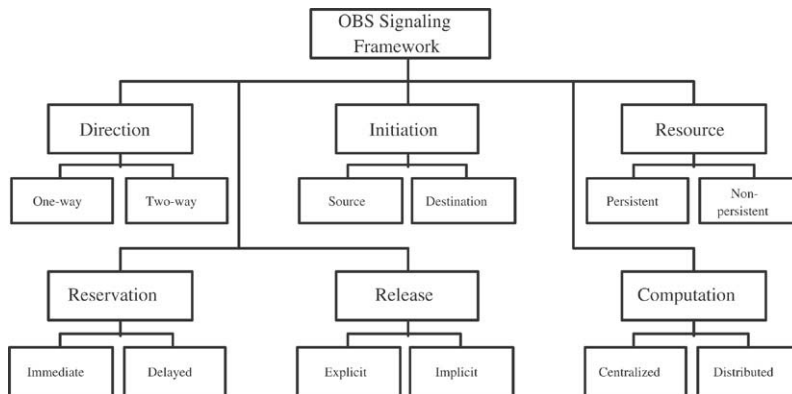 OBS Signaling
Framework
Direction
Initiation
Resource
One-way
Two-way
Source
Destination
Persistent
Non-
persistent
Reservation
Release
Computation
Immediate
Delayed
Explicit
Implicit
Centralized
Distributed